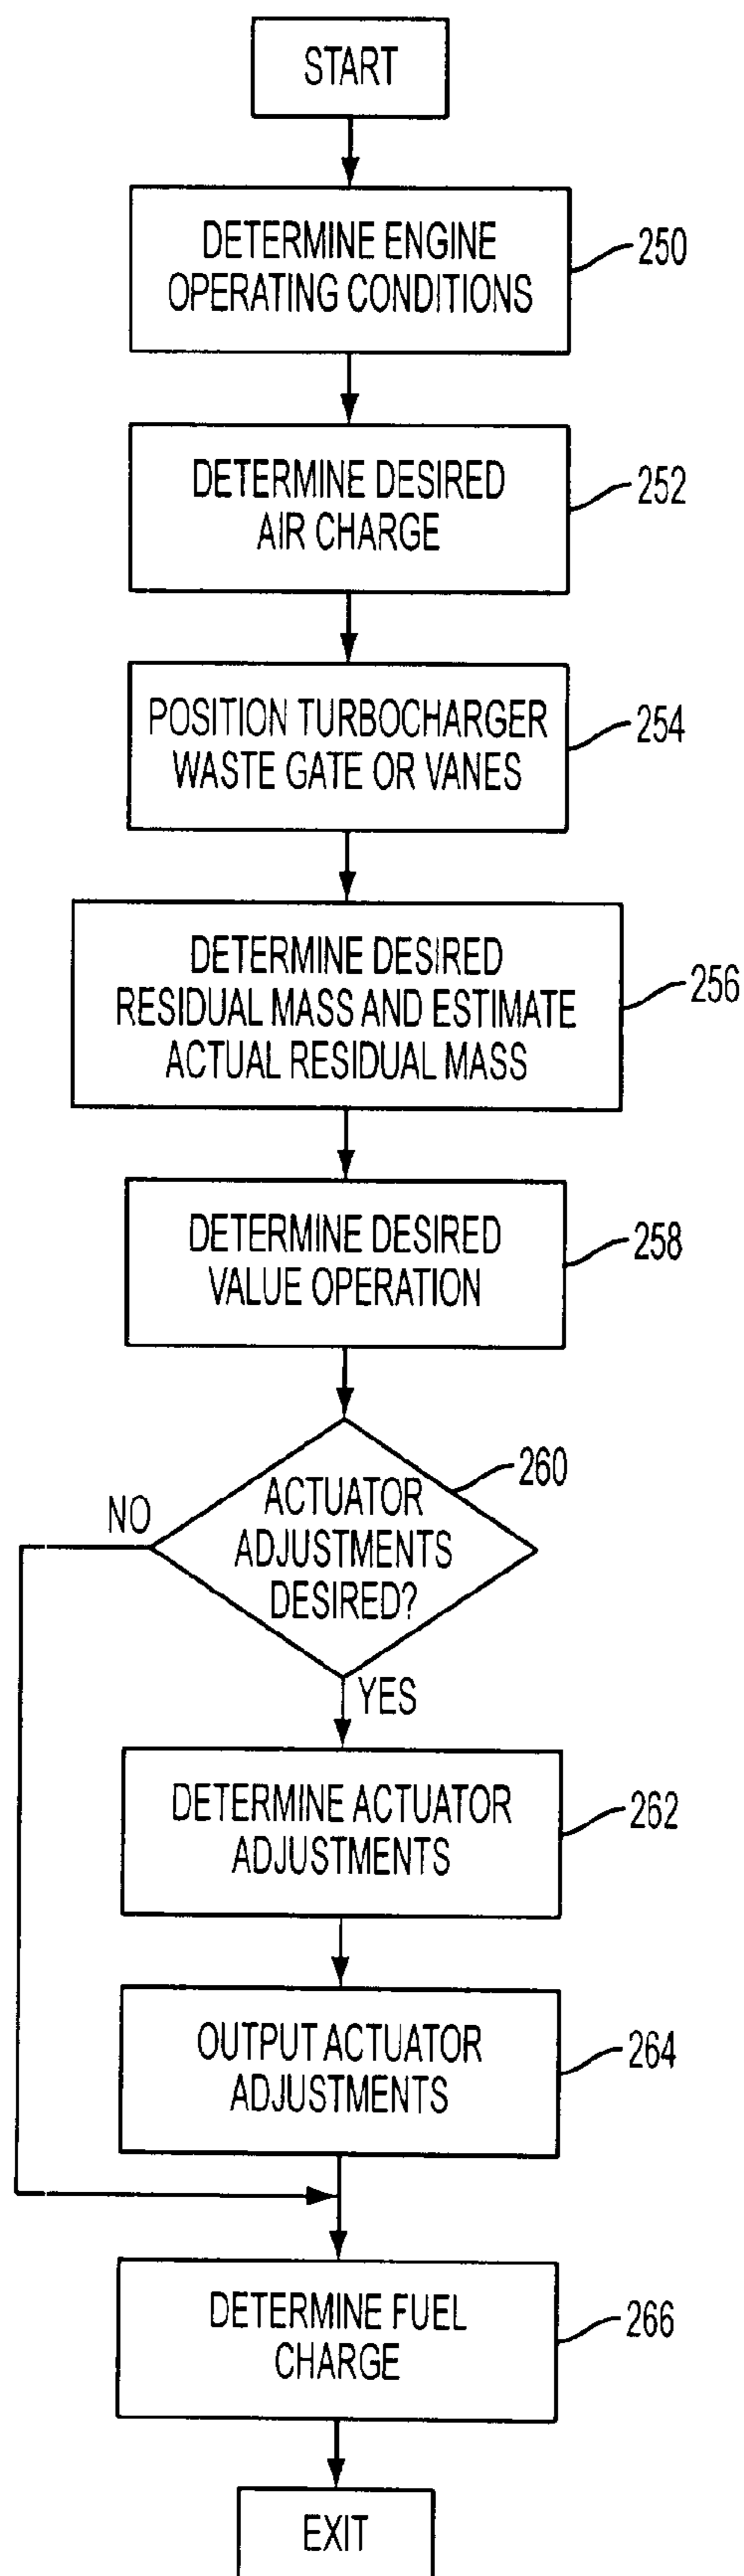 START
DETERMINE ENGINE
OPERATING CONDITIONS
250
DETERMINE DESIRED
AIR CHARGE
252
POSITION TURBOCHARGER
WASTE GATE OR VANES
254
DETERMINE DESIRED
RESIDUAL MASS AND ESTIMATE
ACTUAL RESIDUAL MASS
256
DETERMINE DESIRED
VALUE OPERATION
258
ACTUATOR
ADJUSTMENTS
DESIRED?
260
NO
YES
DETERMINE ACTUATOR
ADJUSTMENTS
262
OUTPUT ACTUATOR
ADJUSTMENTS
264
DETERMINE FUEL
CHARGE
266
EXIT